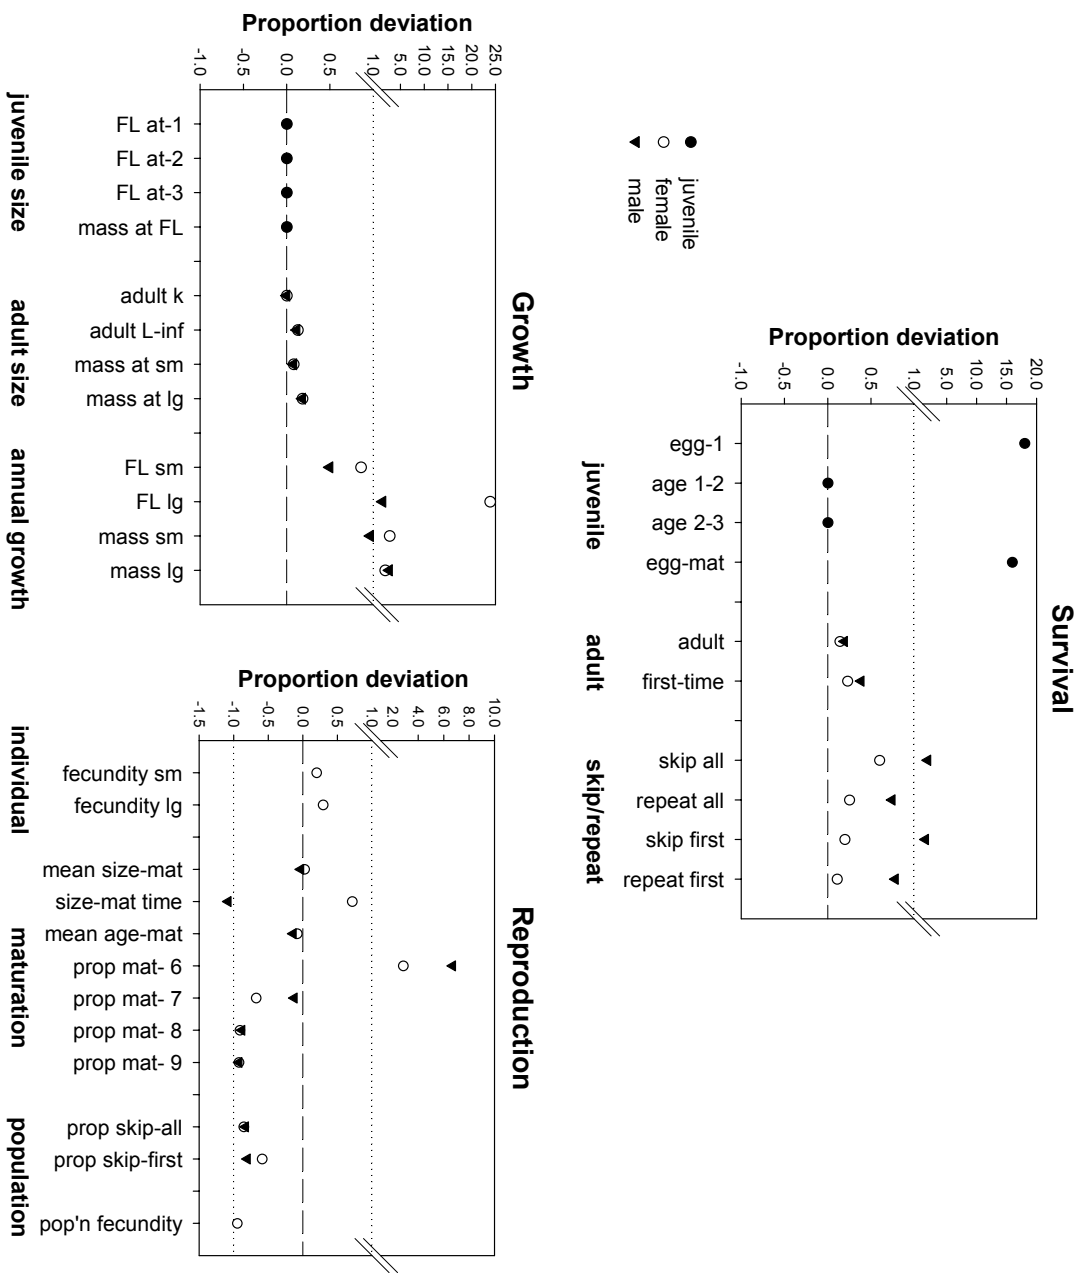 Growth
Proportion deviation
-1.0
-0.5
0.0
0.5
1.0
5.0
10.0
15.0
20.0
25.0
FL at-1
FL at-2
FL at-3
mass at FL
adult k
adult L-inf
mass at sm
mass at lg
FL sm
FL lg
mass sm
mass lg
juvenile size
adult size
annual growth
juvenile
female
male
Survival
Proportion deviation
-1.0
-0.5
0.0
0.5
1.0
5.0
10.0
15.0
20.0
egg-1
age 1-2
age 2-3
egg-mat
adult
first-time
skip all
repeat all
skip first
repeat first
juvenile
adult
skip/repeat
Reproduction
Proportion deviation
-1.5
-1.0
-0.5
0.0
0.5
1.0
2.0
4.0
6.0
8.0
10.0
fecundity sm
fecundity lg
mean size-mat
size-mat time
mean age-mat
prop mat- 6
prop mat- 7
prop mat- 8
prop mat- 9
prop skip-all
prop skip-first
pop'n fecundity
individual
maturation
population